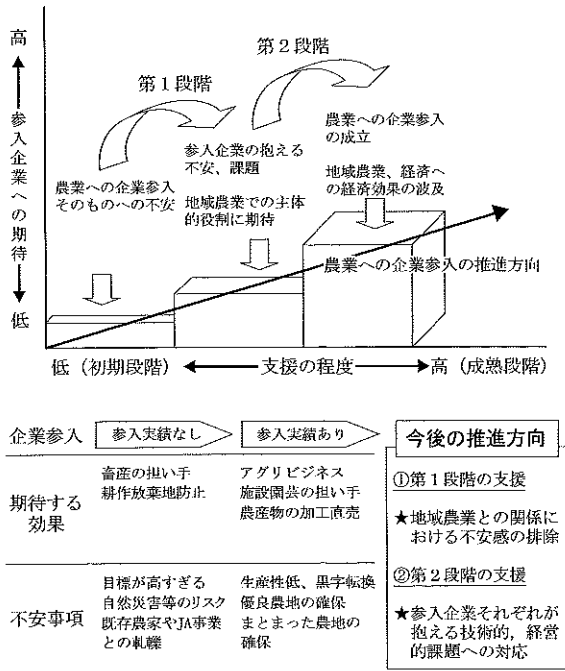 高
参入企業への期待
低
第1段階
第2段階
農業への企業参入
そのものへの不安
参入企業の抱える
不安、課題
地域農業での主体
的役割に期待
農業への企業参入
の成立
地域農業、経済へ
の経済効果の波及
農業への企業参入の推進方向
低（初期段階）
支援の程度
高（成熟段階）
企業参入
参入実績なし
参入実績あり
期待する
効果
畜産の担い手
耕作放棄地防止
アグリビジネス
施設園芸の担い手
農産物の加工直売
不安事項
目標が高すぎる
自然災害等のリスク
既存農家やJA事業
との軋轢
生産性低、黒字転換
優良農地の確保
まとまった農地の
確保
今後の推進方向
①第1段階の支援
★地域農業との関係に
おける不安感の排除
②第2段階の支援
★参入企業それぞれが
抱える技術的，経営
的課題への対応